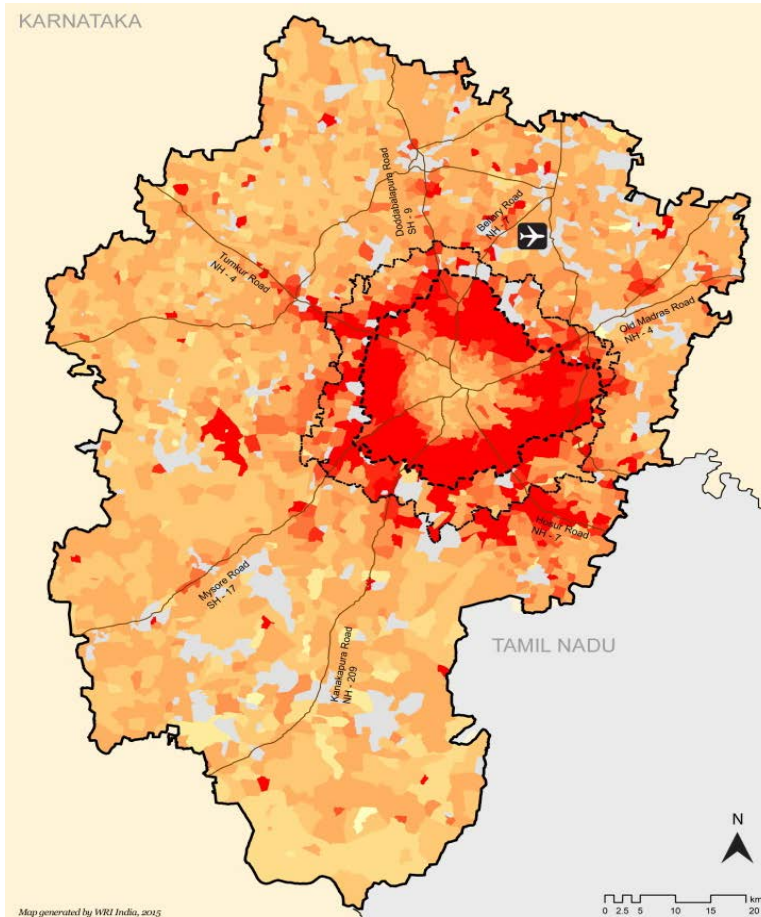 KARNATAKA
Doddabalapura Road
SH - 9
Bellary Road
NH - 7
Tumkur Road
NH - 4
Old Madras Road
NH - 4
Hosur Road
NH - 7
Mysore Road
SH - 17
TAMIL NADU
Kanakapura Road
NH - 209
N
km
0 2.5 5 10 15 20
Map generated by WRI India, 2015